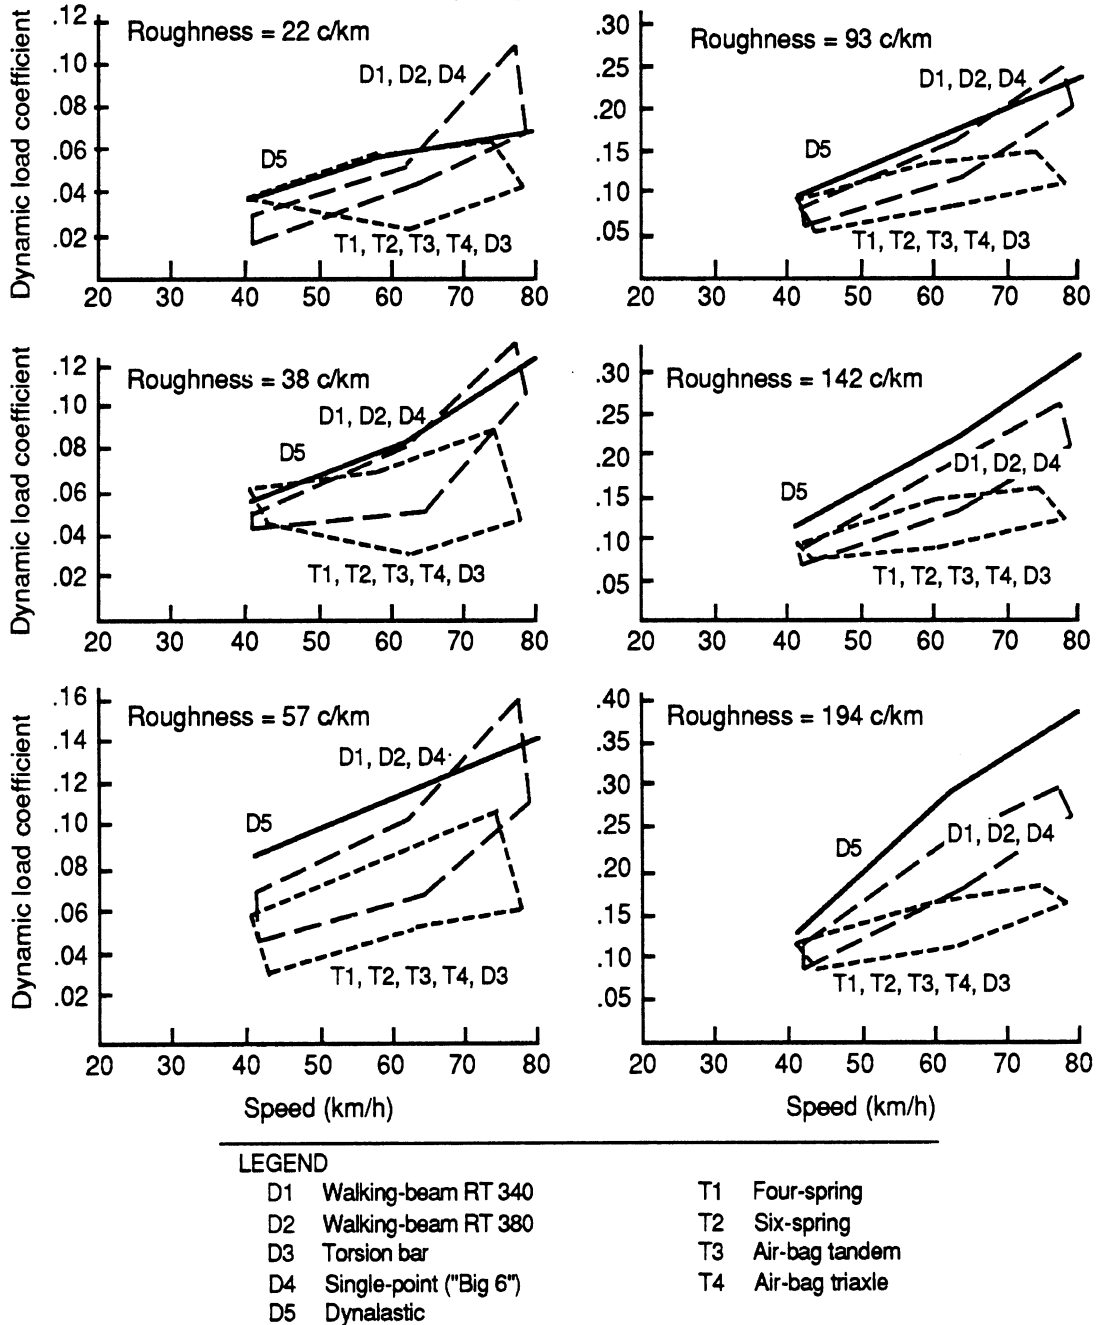 Dynamic load coefficient
.12
.10
.08
.06
.04
.02
Roughness = 22 c/km
D1, D2, D4
D5
T1, T2, T3, T4, D3
20 30 40 50 60 70 80
.30
.25
.20
.15
.10
.05
Roughness = 93 c/km
D1, D2, D4
D5
T1, T2, T3, T4, D3
20 30 40 50 60 70 80
Dynamic load coefficient
.12
.10
.08
.06
.04
.02
Roughness = 38 c/km
D1, D2, D4
D5
T1, T2, T3, T4, D3
20 30 40 50 60 70 80
.30
.25
.20
.15
.10
.05
Roughness = 142 c/km
D1, D2, D4
D5
T1, T2, T3, T4, D3
20 30 40 50 60 70 80
Dynamic load coefficient
.16
.14
.12
.10
.08
.06
.04
.02
Roughness = 57 c/km
D1, D2, D4
D5
T1, T2, T3, T4, D3
20 30 40 50 60 70 80
Speed (km/h)
.40
.35
.30
.25
.20
.15
.10
.05
Roughness = 194 c/km
D1, D2, D4
D5
T1, T2, T3, T4, D3
20 30 40 50 60 70 80
Speed (km/h)
LEGEND
D1 Walking-beam RT 340
D2 Walking-beam RT 380
D3 Torsion bar
D4 Single-point ("Big 6")
D5 Dynalastic
T1 Four-spring
T2 Six-spring
T3 Air-bag tandem
T4 Air-bag triaxle